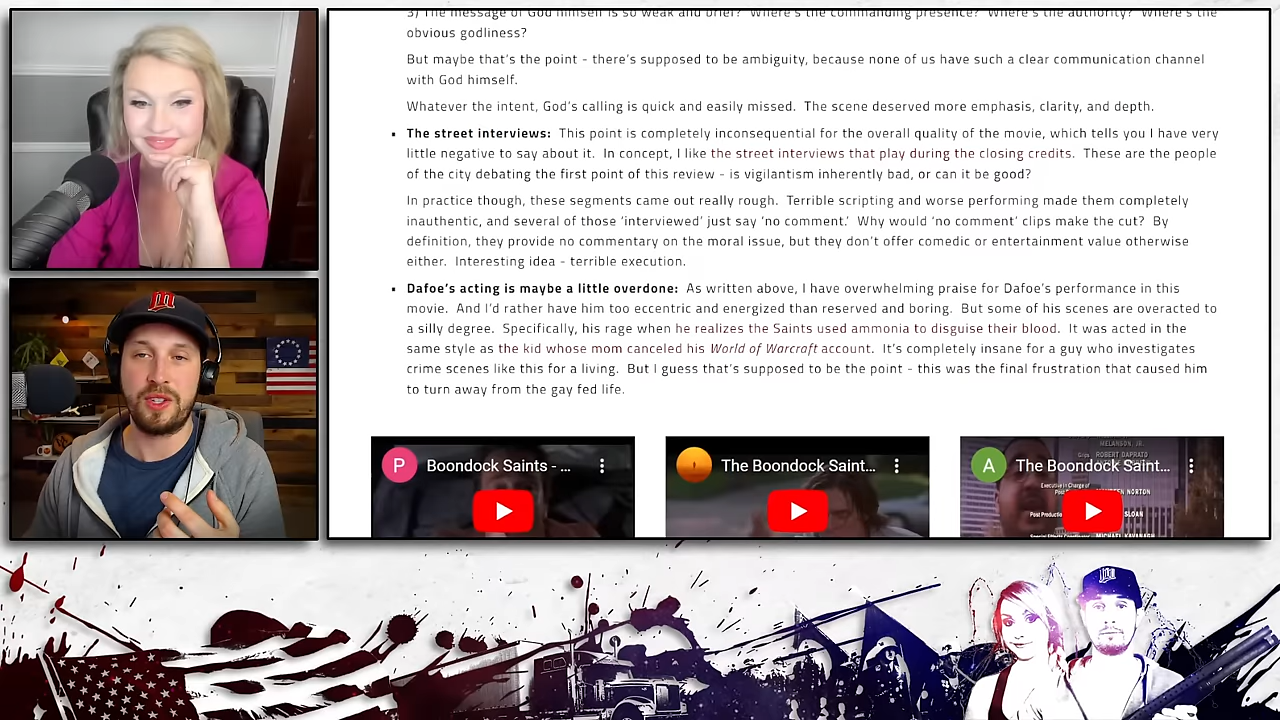 3) The message of God himself is so weak and brief? Where's the commanding presence? Where's the authority? Where's the
obvious godliness?
But maybe that's the point - there's supposed to be ambiguity, because none of us have such a clear communication channel
with God himself.
Whatever the intent, God's calling is quick and easily missed. The scene deserved more emphasis, clarity, and depth.
▪ The street interviews: This point is completely inconsequential for the overall quality of the movie, which tells you I have very
little negative to say about it. In concept, I like the street interviews that play during the closing credits. These are the people
of the city debating the first point of this review - is vigilantism inherently bad, or can it be good?
In practice though, these segments came out really rough. Terrible scripting and worse performing made them completely
inauthentic, and several of those 'interviewed' just say 'no comment.' Why would 'no comment' clips make the cut? By
definition, they provide no commentary on the moral issue, but they don't offer comedic or entertainment value otherwise
either. Interesting idea - terrible execution.
▪ Dafoe's acting is maybe a little overdone: As written above, I have overwhelming praise for Dafoe's performance in this
movie. And I'd rather have him too eccentric and energized than reserved and boring. But some of his scenes are overacted to
a silly degree. Specifically, his rage when he realizes the Saints used ammonia to disguise their blood. It was acted in the
same style as the kid whose mom canceled his World of Warcraft account. It's completely insane for a guy who investigates
crime scenes like this for a living. But I guess that's supposed to be the point - this was the final frustration that caused him
to turn away from the gay fed life.
P Boondock Saints - ...
The Boondock Saint...
A The Boondock Saint...
MELANSON, JR.
ROBERT DAPRATO
Executive in Charge of
NORTON
Post Produc
SLOAN
MICHAEL KAVANAGH